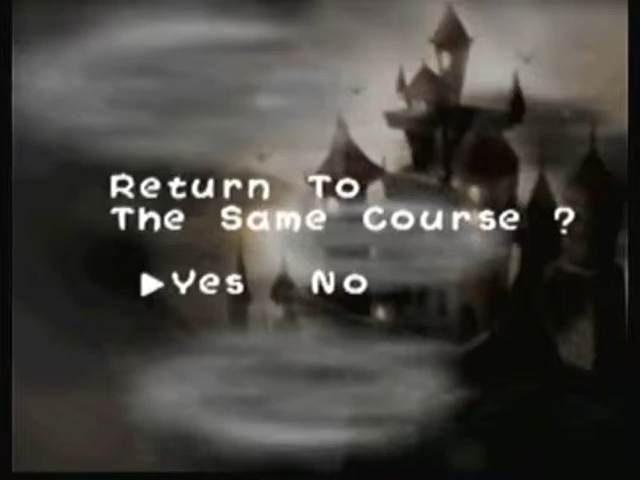 Return To
The Same Course ?
▶Yes No